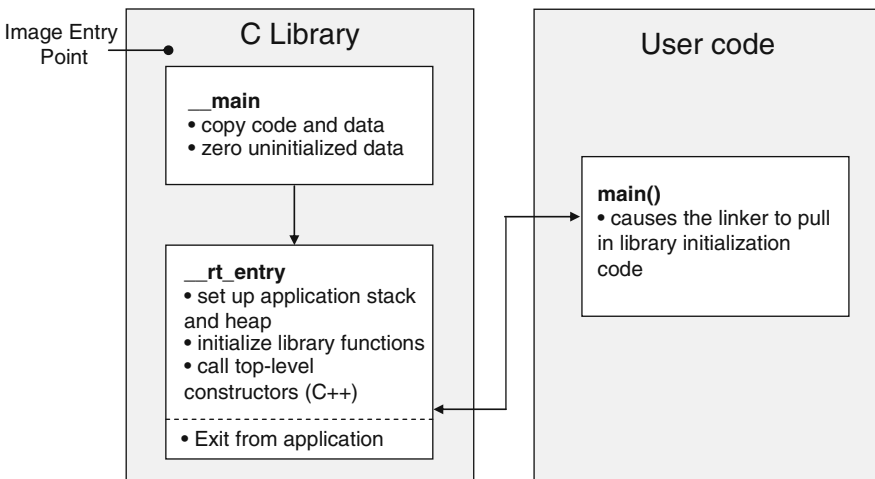 Image Entry
Point
C Library
__main
• copy code and data
• zero uninitialized data
__rt_entry
• set up application stack
and heap
• initialize library functions
• call top-level
constructors (C++)
• Exit from application
User code
main()
• causes the linker to pull
in library initialization
code